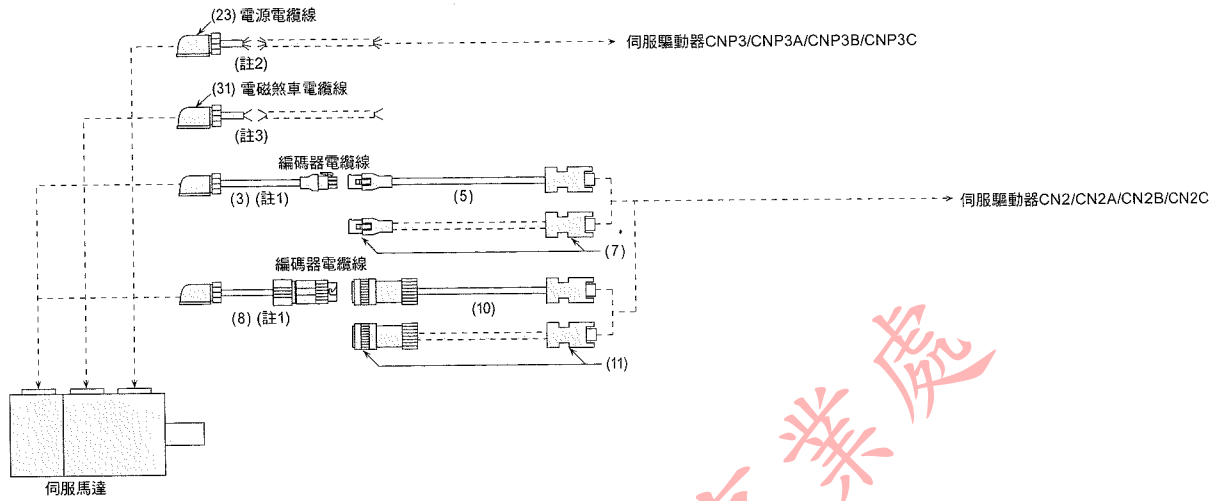 (23) 電源電纜線
伺服驅動器CNP3/CNP3A/CNP3B/CNP3C
(註2)
(31) 電磁煞車電纜線
(註3)
編碼器電纜線
(3) (註1)
(5)
伺服驅動器CN2/CN2A/CN2B/CN2C
(7)
編碼器電纜線
(8) (註1)
(10)
(11)
伺服馬達
業處